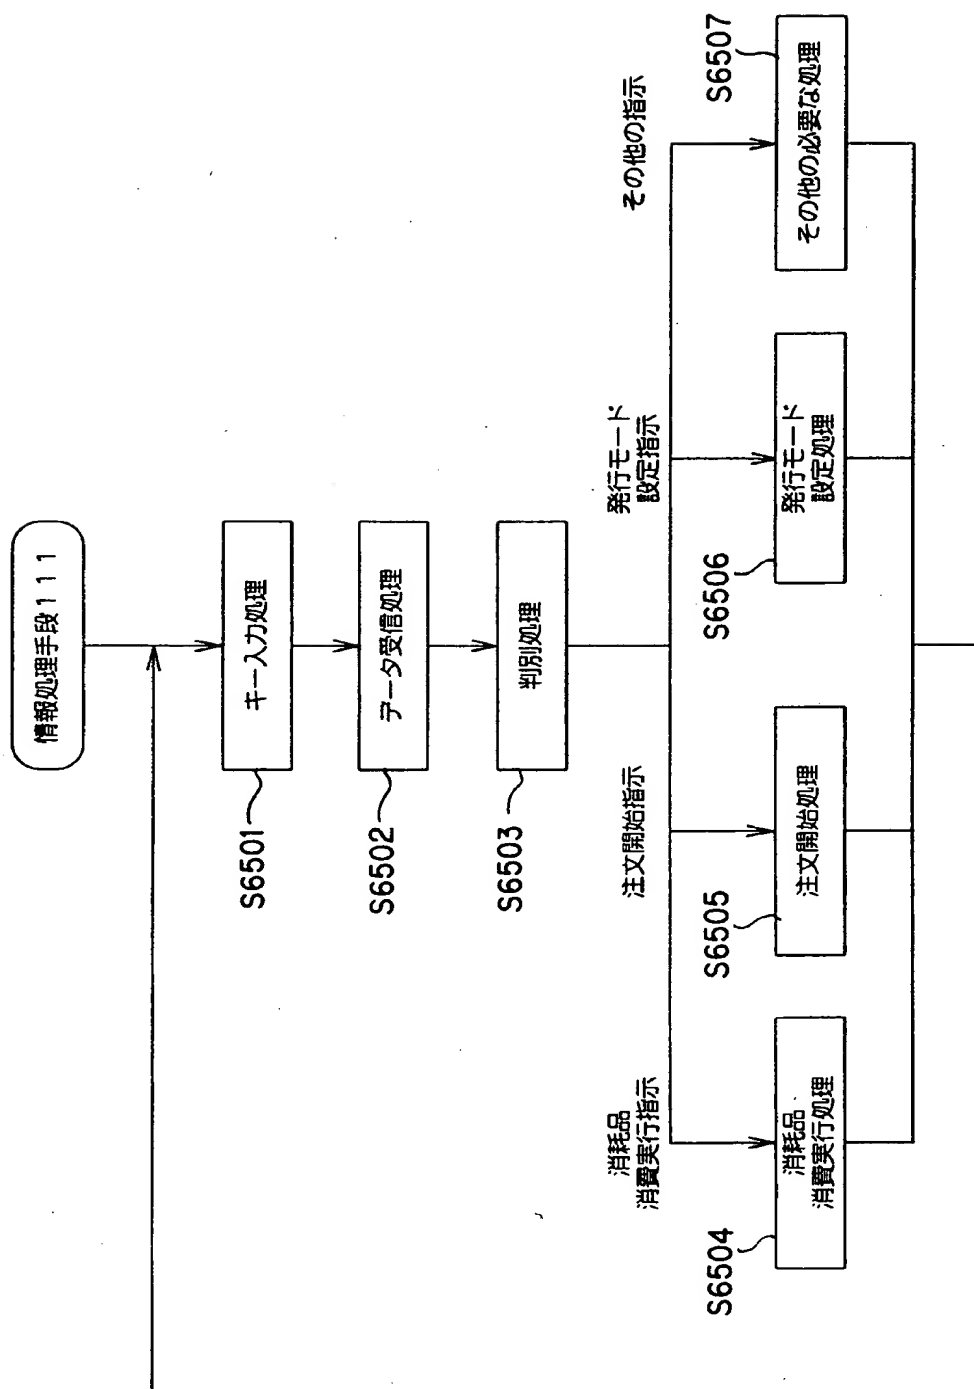 情報処理手段111
キー入力処理
S6501
データ受信処理
S6502
判別処理
S6503
消耗品
消費実行指示
注文開始指示
発行モード
設定指示
その他の指示
S6504
消耗品
消費実行処理
S6505
注文開始処理
S6506
発行モード
設定処理
S6507
その他の必要な処理